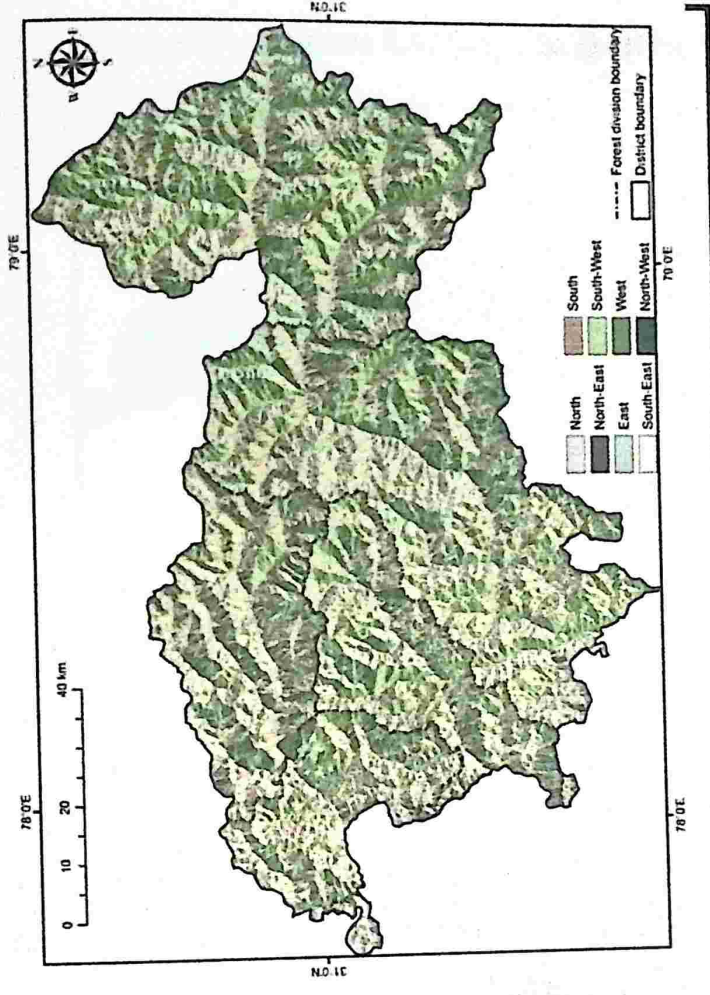 78°0'E
79°0'E
0 10 20 40 km
N
E
S
W
31°0'N
31°0'N
North
North-East
East
South-East
South
South-West
West
North-West
Forest division boundary
District boundary
78°0'E
79°0'E